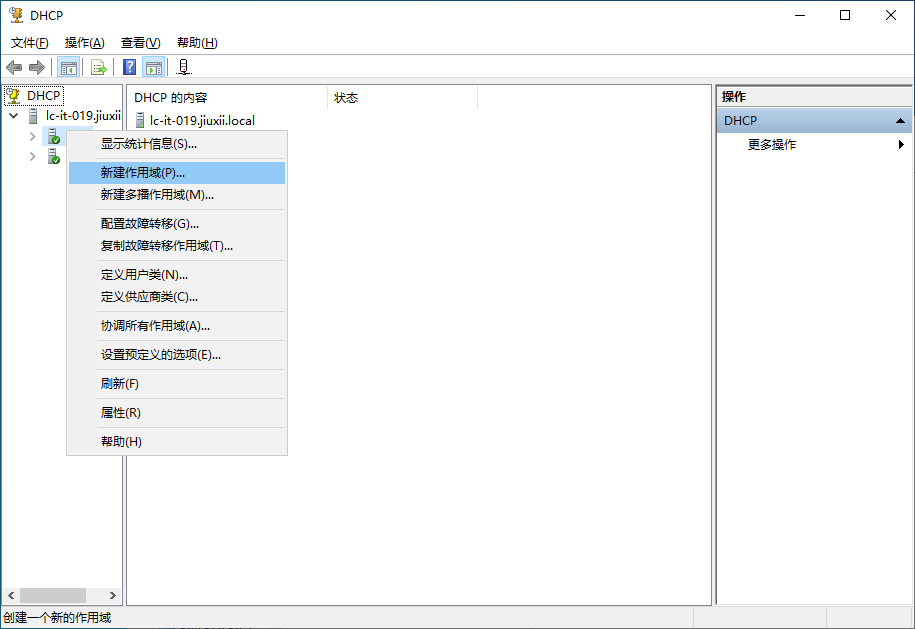 DHCP
文件(F) 操作(A) 查看(V) 帮助(H)
DHCP
lc-it-019.jiuxii
显示统计信息(S)...
新建作用域(P)...
新建多播作用域(M)...
配置故障转移(G)...
复制故障转移作用域(T)...
定义用户类(N)...
定义供应商类(C)...
协调所有作用域(A)...
设置预定义的选项(E)...
刷新(F)
属性(R)
帮助(H)
DHCP 的内容 状态
lc-it-019.jiuxii.local
操作
DHCP
更多操作
创建一个新的作用域